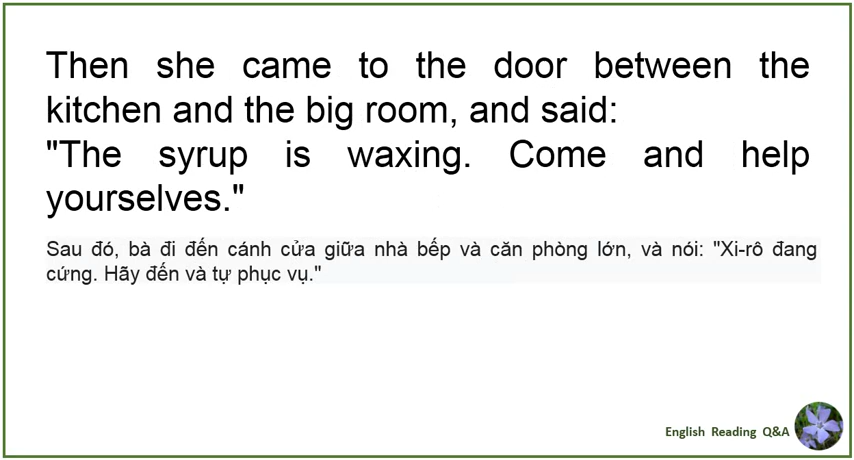 Then she came to the door between the
kitchen and the big room, and said:
"The syrup is waxing. Come and help
yourselves."
Sau đó, bà đi đến cánh cửa giữa nhà bếp và căn phòng lớn, và nói: "Xi-rô đang
cứng. Hãy đến và tự phục vụ."
English Reading Q&A